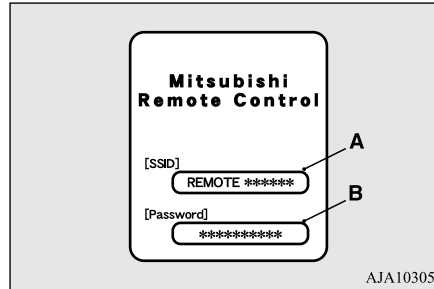 Mitsubishi
Remote Control
A
[SSID]
REMOTE ******
B
[Password]
**********
AJA10305